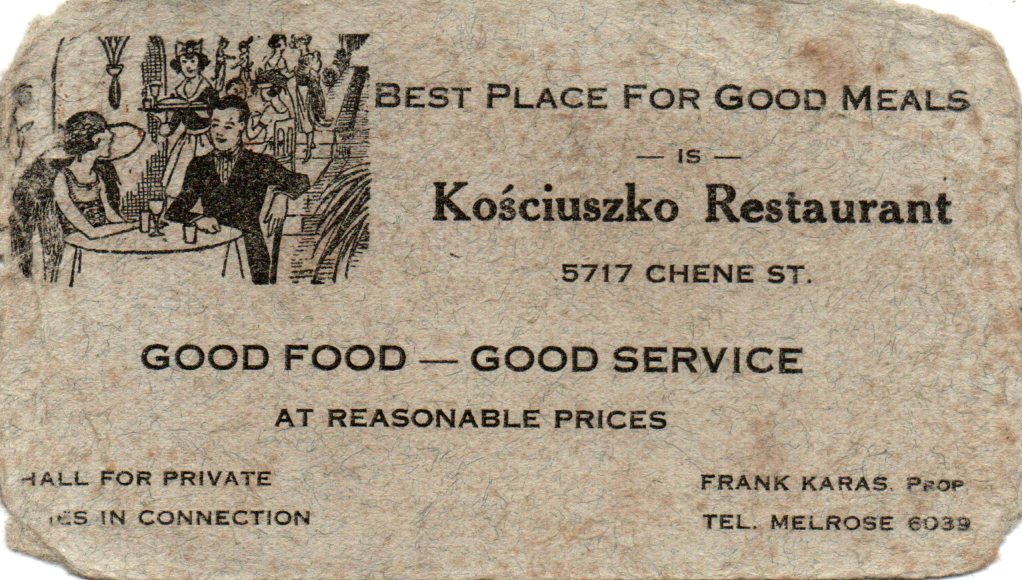 BEST PLACE FOR GOOD MEALS
— IS —
Kościuszko Restaurant
5717 CHENE ST.
GOOD FOOD — GOOD SERVICE
AT REASONABLE PRICES
HALL FOR PRIVATE
IN CONNECTION
FRANK KARAS. PROP
TEL. MELROSE 6039